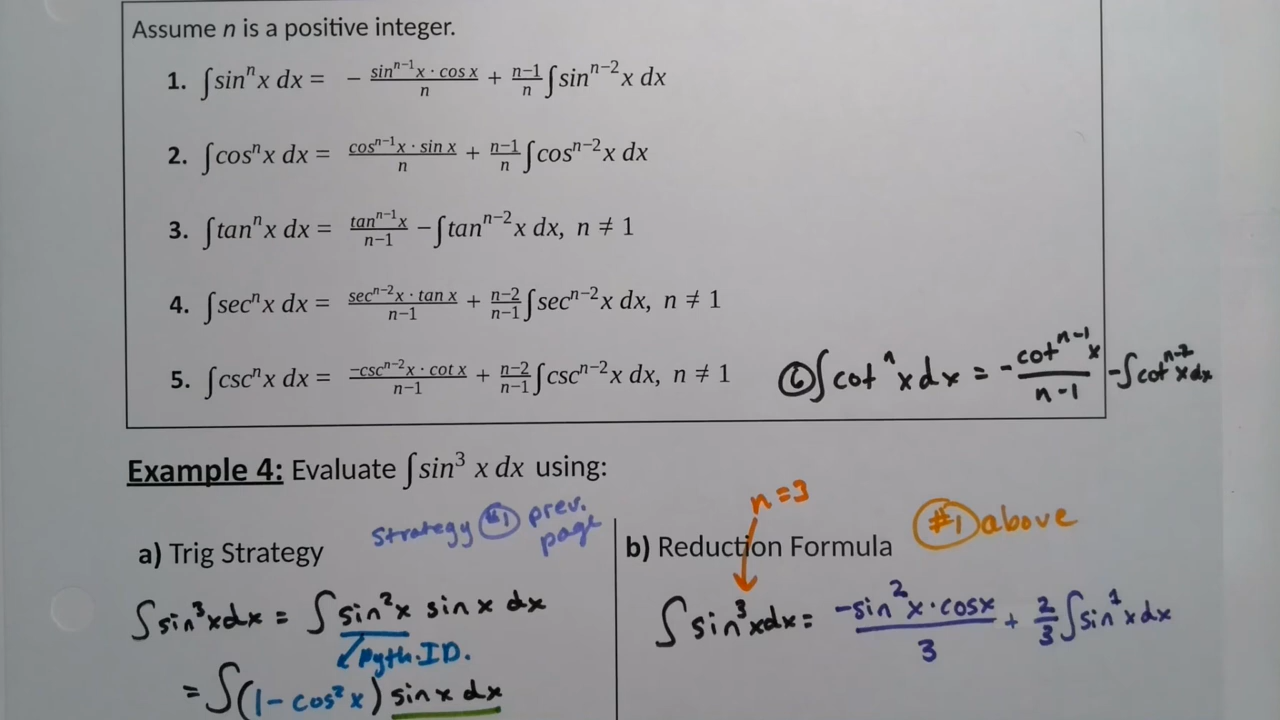 Assume n is a positive integer.
1. ∫sinⁿx dx = − (sinⁿ⁻¹x · cos x)/n + (n−1)/n ∫sinⁿ⁻²x dx
2. ∫cosⁿx dx = (cosⁿ⁻¹x · sin x)/n + (n−1)/n ∫cosⁿ⁻²x dx
3. ∫tanⁿx dx = (tanⁿ⁻¹x)/(n−1) − ∫tanⁿ⁻²x dx, n ≠ 1
4. ∫secⁿx dx = (secⁿ⁻²x · tan x)/(n−1) + (n−2)/(n−1) ∫secⁿ⁻²x dx, n ≠ 1
5. ∫cscⁿx dx = (−cscⁿ⁻²x · cot x)/(n−1) + (n−2)/(n−1) ∫cscⁿ⁻²x dx, n ≠ 1
⑥ ∫cotⁿx dx = − (cotⁿ⁻¹x)/(n−1) − ∫cotⁿ⁻²x dx
Example 4: Evaluate ∫sin³ x dx using:
Strategy #1 prev. page
a) Trig Strategy
∫sin³x dx = ∫sin²x sin x dx
Pyth. ID.
= ∫(1 − cos²x) sin x dx
n=3
#1 above
b) Reduction Formula
∫sin³x dx = (−sin²x · cos x)/3 + 2/3 ∫sin¹x dx